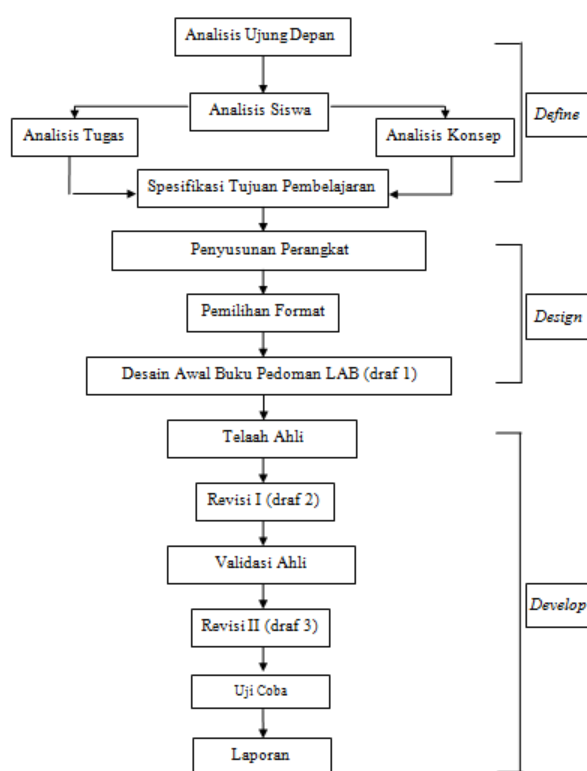 Analisis Ujung Depan
Analisis Siswa
Define
Analisis Tugas
Analisis Konsep
Spesifikasi Tujuan Pembelajaran
Penyusunan Perangkat
Pemilihan Format
Design
Desain Awal Buku Pedoman LAB (draf 1)
Telaah Ahli
Revisi I (draf 2)
Validasi Ahli
Develop
Revisi II (draf 3)
Uji Coba
Laporan